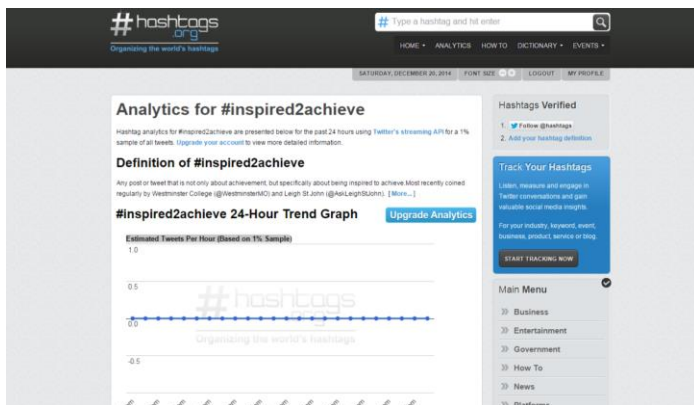 # hashtags
.org
Organizing the world's hashtags
# Type a hashtag and hit enter
HOME ANALYTICS HOW TO DICTIONARY EVENTS
SATURDAY, DECEMBER 20, 2014 FONT SIZE LOGOUT MY PROFILE
Analytics for #inspired2achieve
Hashtag analytics for #inspired2achieve are presented below for the past 24 hours using Twitter's streaming API for a 1%
sample of all tweets. Upgrade your account to view more detailed information.
Definition of #inspired2achieve
Any post or tweet that is not only about achievement, but specifically about being inspired to achieve.Most recently coined
regularly by Westminster College (@WestminsterMO) and Leigh St John (@AskLeighStJohn). [More...]
#inspired2achieve 24-Hour Trend Graph
Upgrade Analytics
Estimated Tweets Per Hour (Based on 1% Sample)
1.0
0.5
0.0
-0.5
# hashtags
.org
Organizing the world's hashtags
Hashtags Verified
1. Follow @hashtags
2. Add your hashtag definition
Track Your Hashtags
Listen, measure and engage in
Twitter conversations and gain
valuable social media insights.
For your industry, keyword, event,
business, product, service or blog.
START TRACKING NOW
Main Menu
Business
Entertainment
Government
How To
News
Platforms